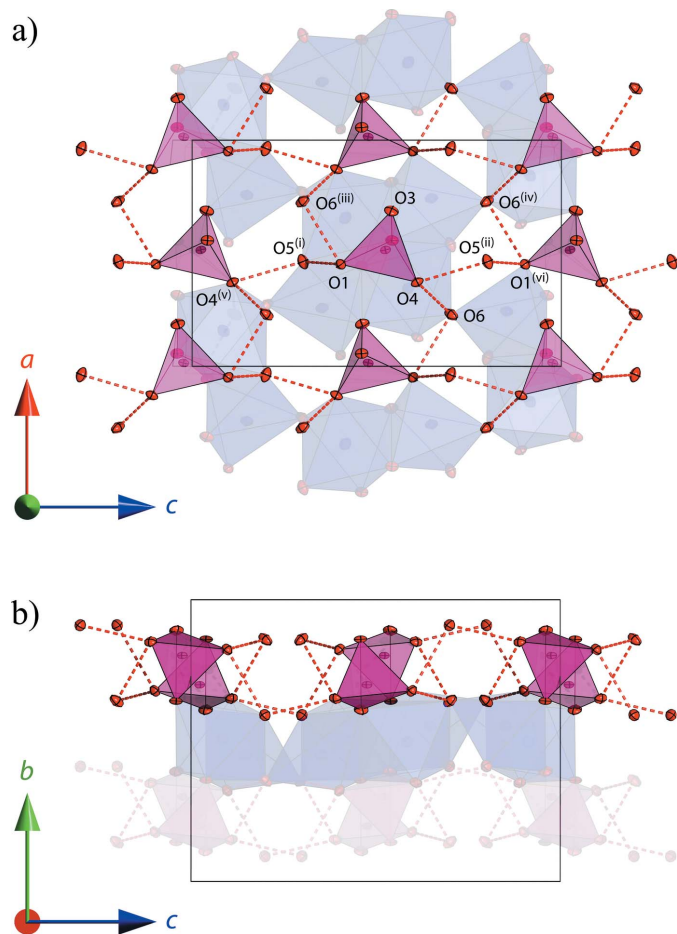 a)
O6(iii)
O3
O6(iv)
O5(i)
O5(ii)
O1
O1(vi)
O4(v)
O4
O6
a
c
b)
b
c